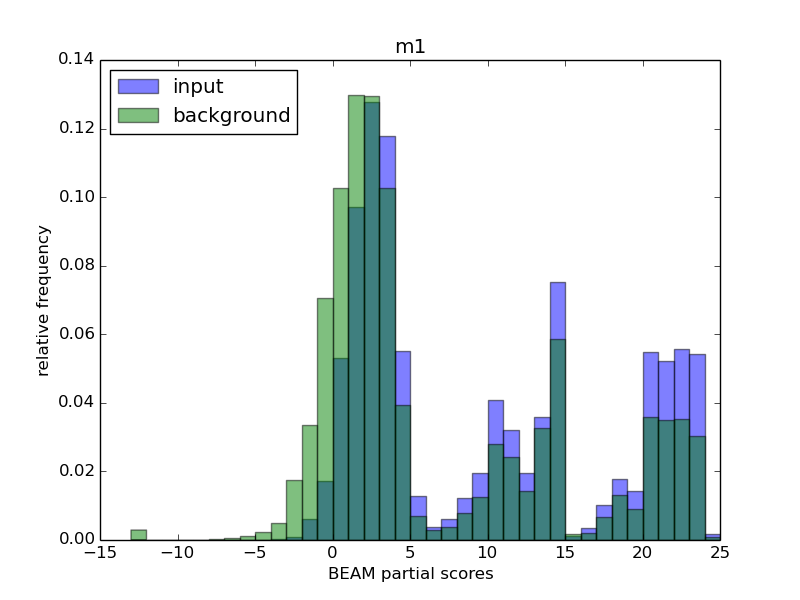 m1
0.14
0.12
0.10
0.08
0.06
0.04
0.02
0.00
relative frequency
input
background
−15 −10 −5 0 5 10 15 20 25
BEAM partial scores